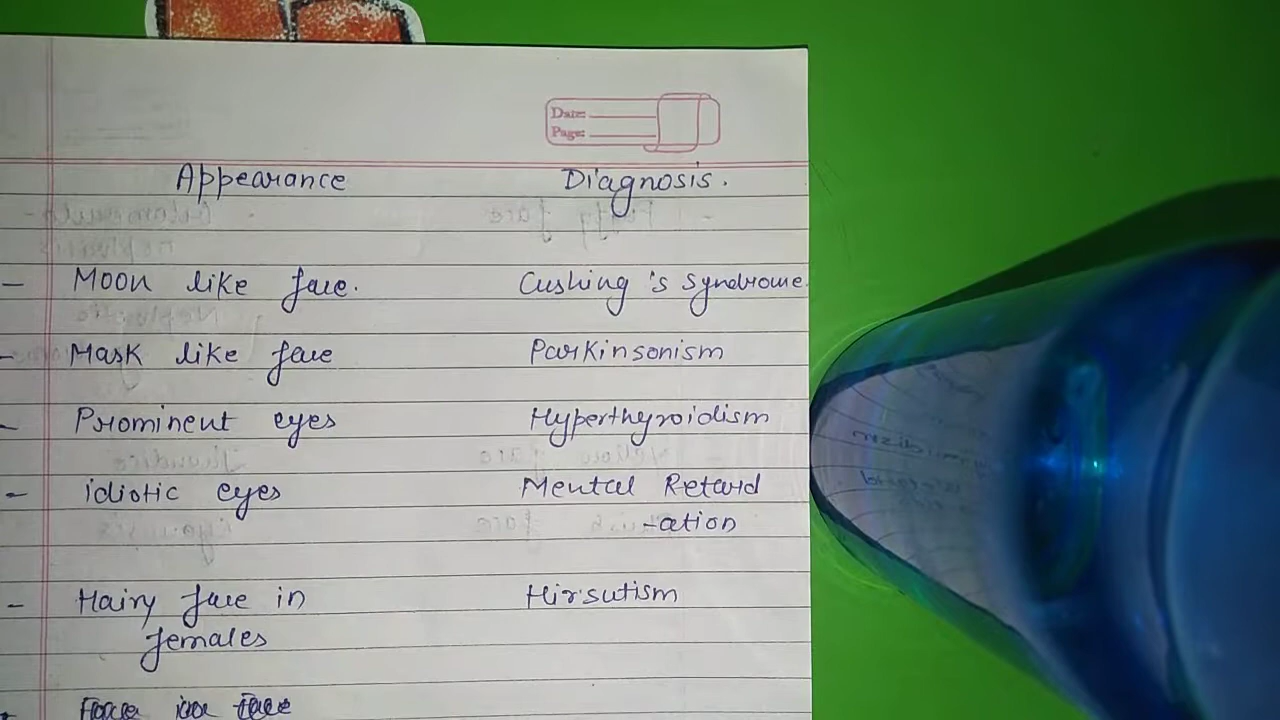 Date:
Page:
Appearance Diagnosis.
- Moon like face. Cushing's syndrome.
- Mask like face Parkinsonism
- Prominent eyes Hyperthyroidism
- idiotic eyes Mental Retard
-ation
- Hairy face in Hirsutism
females